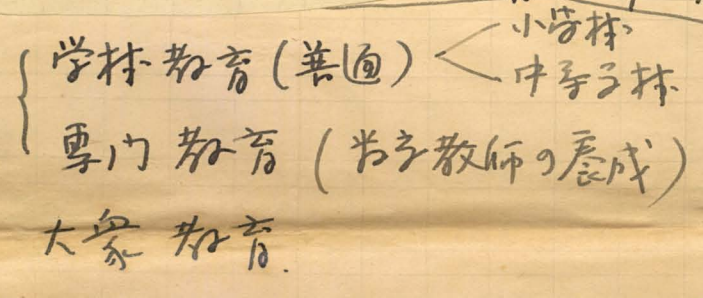 学校教育(普通)
小学校
中等学校
専門教育(
教師の養成)
大衆教育.